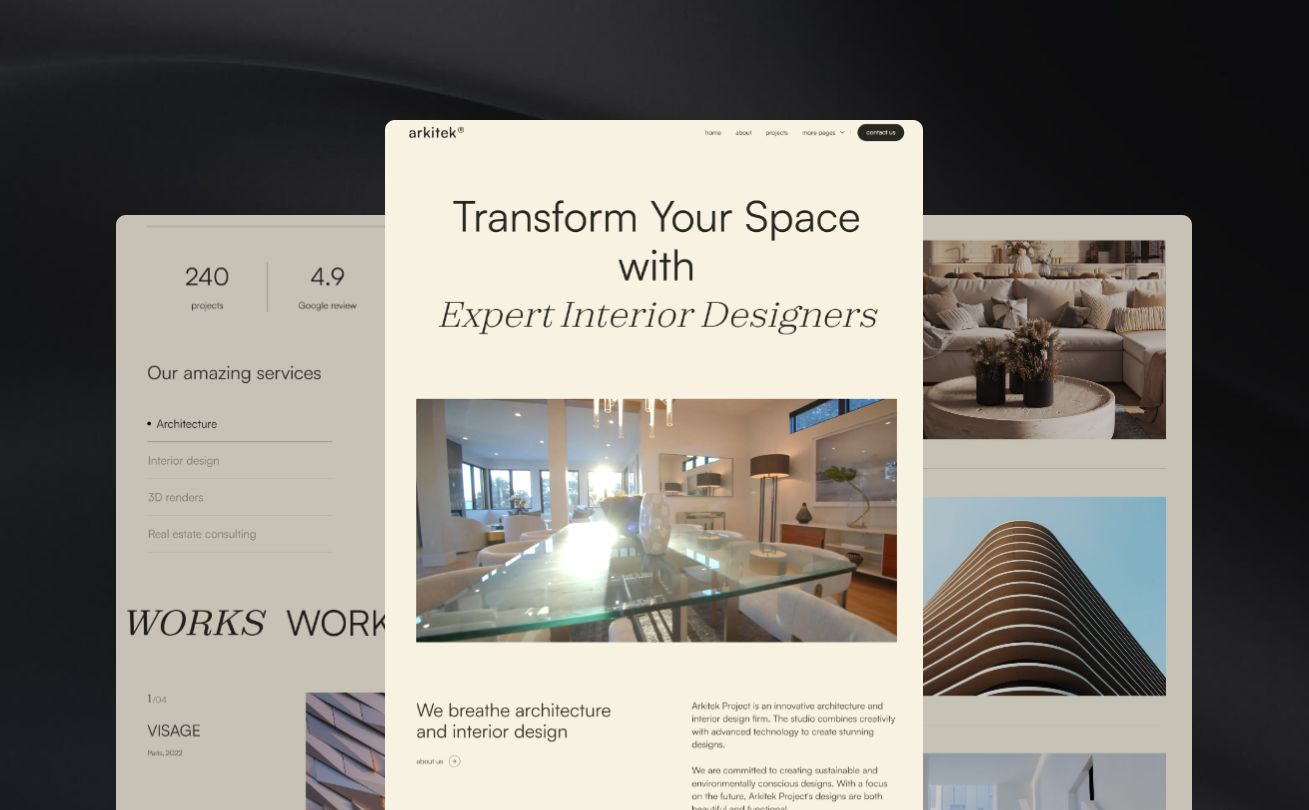 arkitek®
home about projects more pages contact us
Transform Your Space
with
Expert Interior Designers
We breathe architecture
and interior design
about us
Arkitek Project is an innovative architecture and
interior design firm. The studio combines creativity
with advanced technology to create stunning
designs.
We are committed to creating sustainable and
environmentally conscious designs. With a focus
on the future, Arkitek Project's designs are both
beautiful and functional.
240
projects
4.9
Google review
Our amazing services
Architecture
Interior design
3D renders
Real estate consulting
WORKS WORK
1/04
VISAGE
Paris, 2022